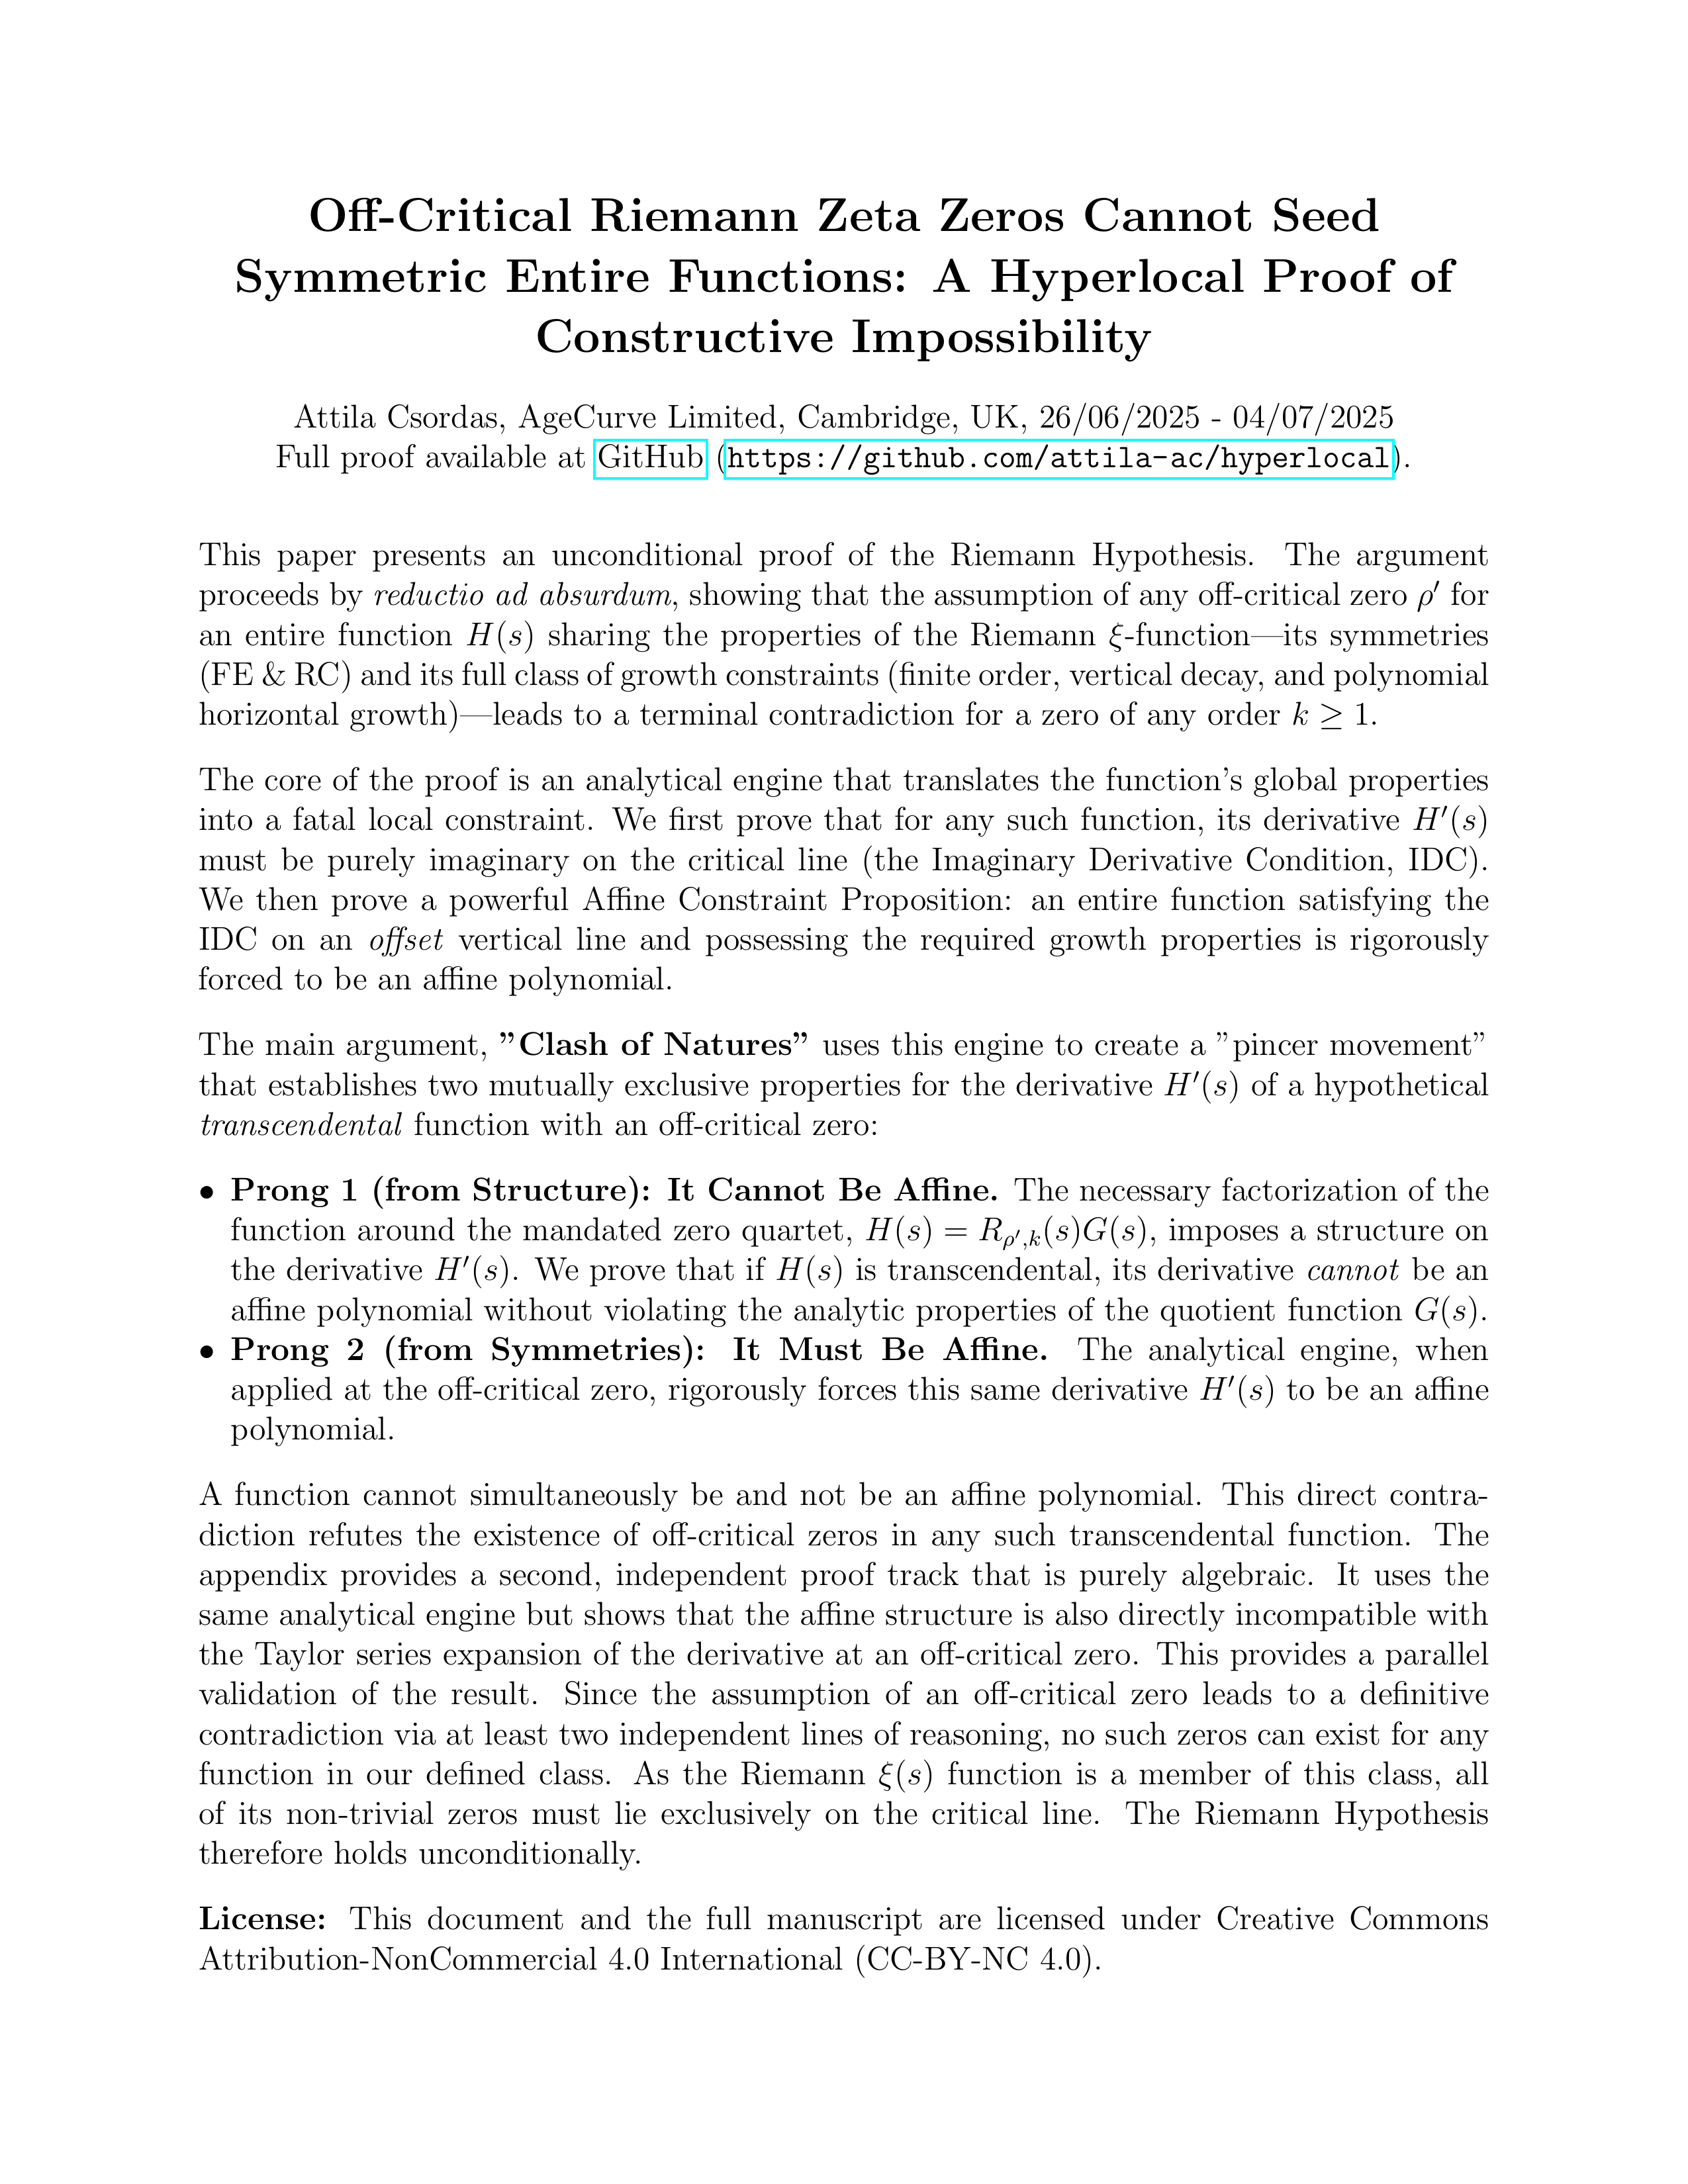 Off-Critical Riemann Zeta Zeros Cannot Seed
Symmetric Entire Functions: A Hyperlocal Proof of
Constructive Impossibility
Attila Csordas, AgeCurve Limited, Cambridge, UK, 26/06/2025 - 04/07/2025
Full proof available at GitHub (https://github.com/attila-ac/hyperlocal).
This paper presents an unconditional proof of the Riemann Hypothesis. The argument
proceeds by reductio ad absurdum, showing that the assumption of any off-critical zero ρ′ for
an entire function H(s) sharing the properties of the Riemann ξ-function—its symmetries
(FE & RC) and its full class of growth constraints (finite order, vertical decay, and polynomial
horizontal growth)—leads to a terminal contradiction for a zero of any order k ≥ 1.
The core of the proof is an analytical engine that translates the function's global properties
into a fatal local constraint. We first prove that for any such function, its derivative H′(s)
must be purely imaginary on the critical line (the Imaginary Derivative Condition, IDC).
We then prove a powerful Affine Constraint Proposition: an entire function satisfying the
IDC on an offset vertical line and possessing the required growth properties is rigorously
forced to be an affine polynomial.
The main argument, ”Clash of Natures” uses this engine to create a ”pincer movement”
that establishes two mutually exclusive properties for the derivative H′(s) of a hypothetical
transcendental function with an off-critical zero:
• Prong 1 (from Structure): It Cannot Be Affine. The necessary factorization of the
function around the mandated zero quartet, H(s) = R_{ρ′,k}(s)G(s), imposes a structure on
the derivative H′(s). We prove that if H(s) is transcendental, its derivative cannot be an
affine polynomial without violating the analytic properties of the quotient function G(s).
• Prong 2 (from Symmetries): It Must Be Affine. The analytical engine, when
applied at the off-critical zero, rigorously forces this same derivative H′(s) to be an affine
polynomial.
A function cannot simultaneously be and not be an affine polynomial. This direct contra-
diction refutes the existence of off-critical zeros in any such transcendental function. The
appendix provides a second, independent proof track that is purely algebraic. It uses the
same analytical engine but shows that the affine structure is also directly incompatible with
the Taylor series expansion of the derivative at an off-critical zero. This provides a parallel
validation of the result. Since the assumption of an off-critical zero leads to a definitive
contradiction via at least two independent lines of reasoning, no such zeros can exist for any
function in our defined class. As the Riemann ξ(s) function is a member of this class, all
of its non-trivial zeros must lie exclusively on the critical line. The Riemann Hypothesis
therefore holds unconditionally.
License: This document and the full manuscript are licensed under Creative Commons
Attribution-NonCommercial 4.0 International (CC-BY-NC 4.0).